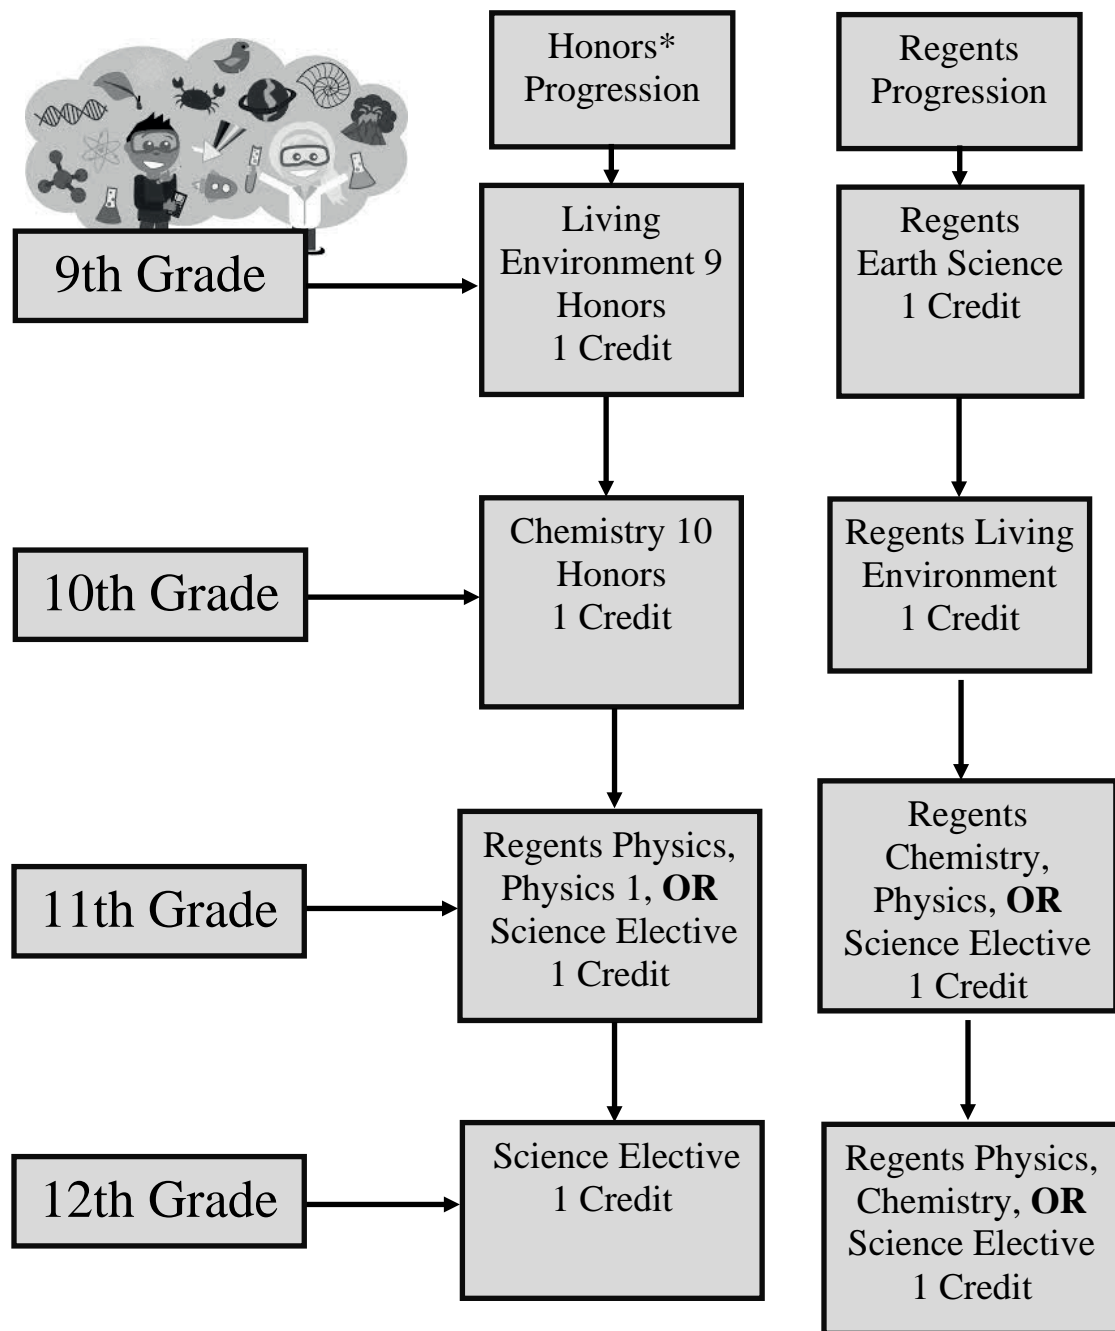 Honors*
Progression
Regents
Progression
9th Grade
Living
Environment 9
Honors
1 Credit
Regents
Earth Science
1 Credit
10th Grade
Chemistry 10
Honors
1 Credit
Regents Living
Environment
1 Credit
11th Grade
Regents Physics,
Physics 1, OR
Science Elective
1 Credit
Regents
Chemistry,
Physics, OR
Science Elective
1 Credit
12th Grade
Science Elective
1 Credit
Regents Physics,
Chemistry, OR
Science Elective
1 Credit